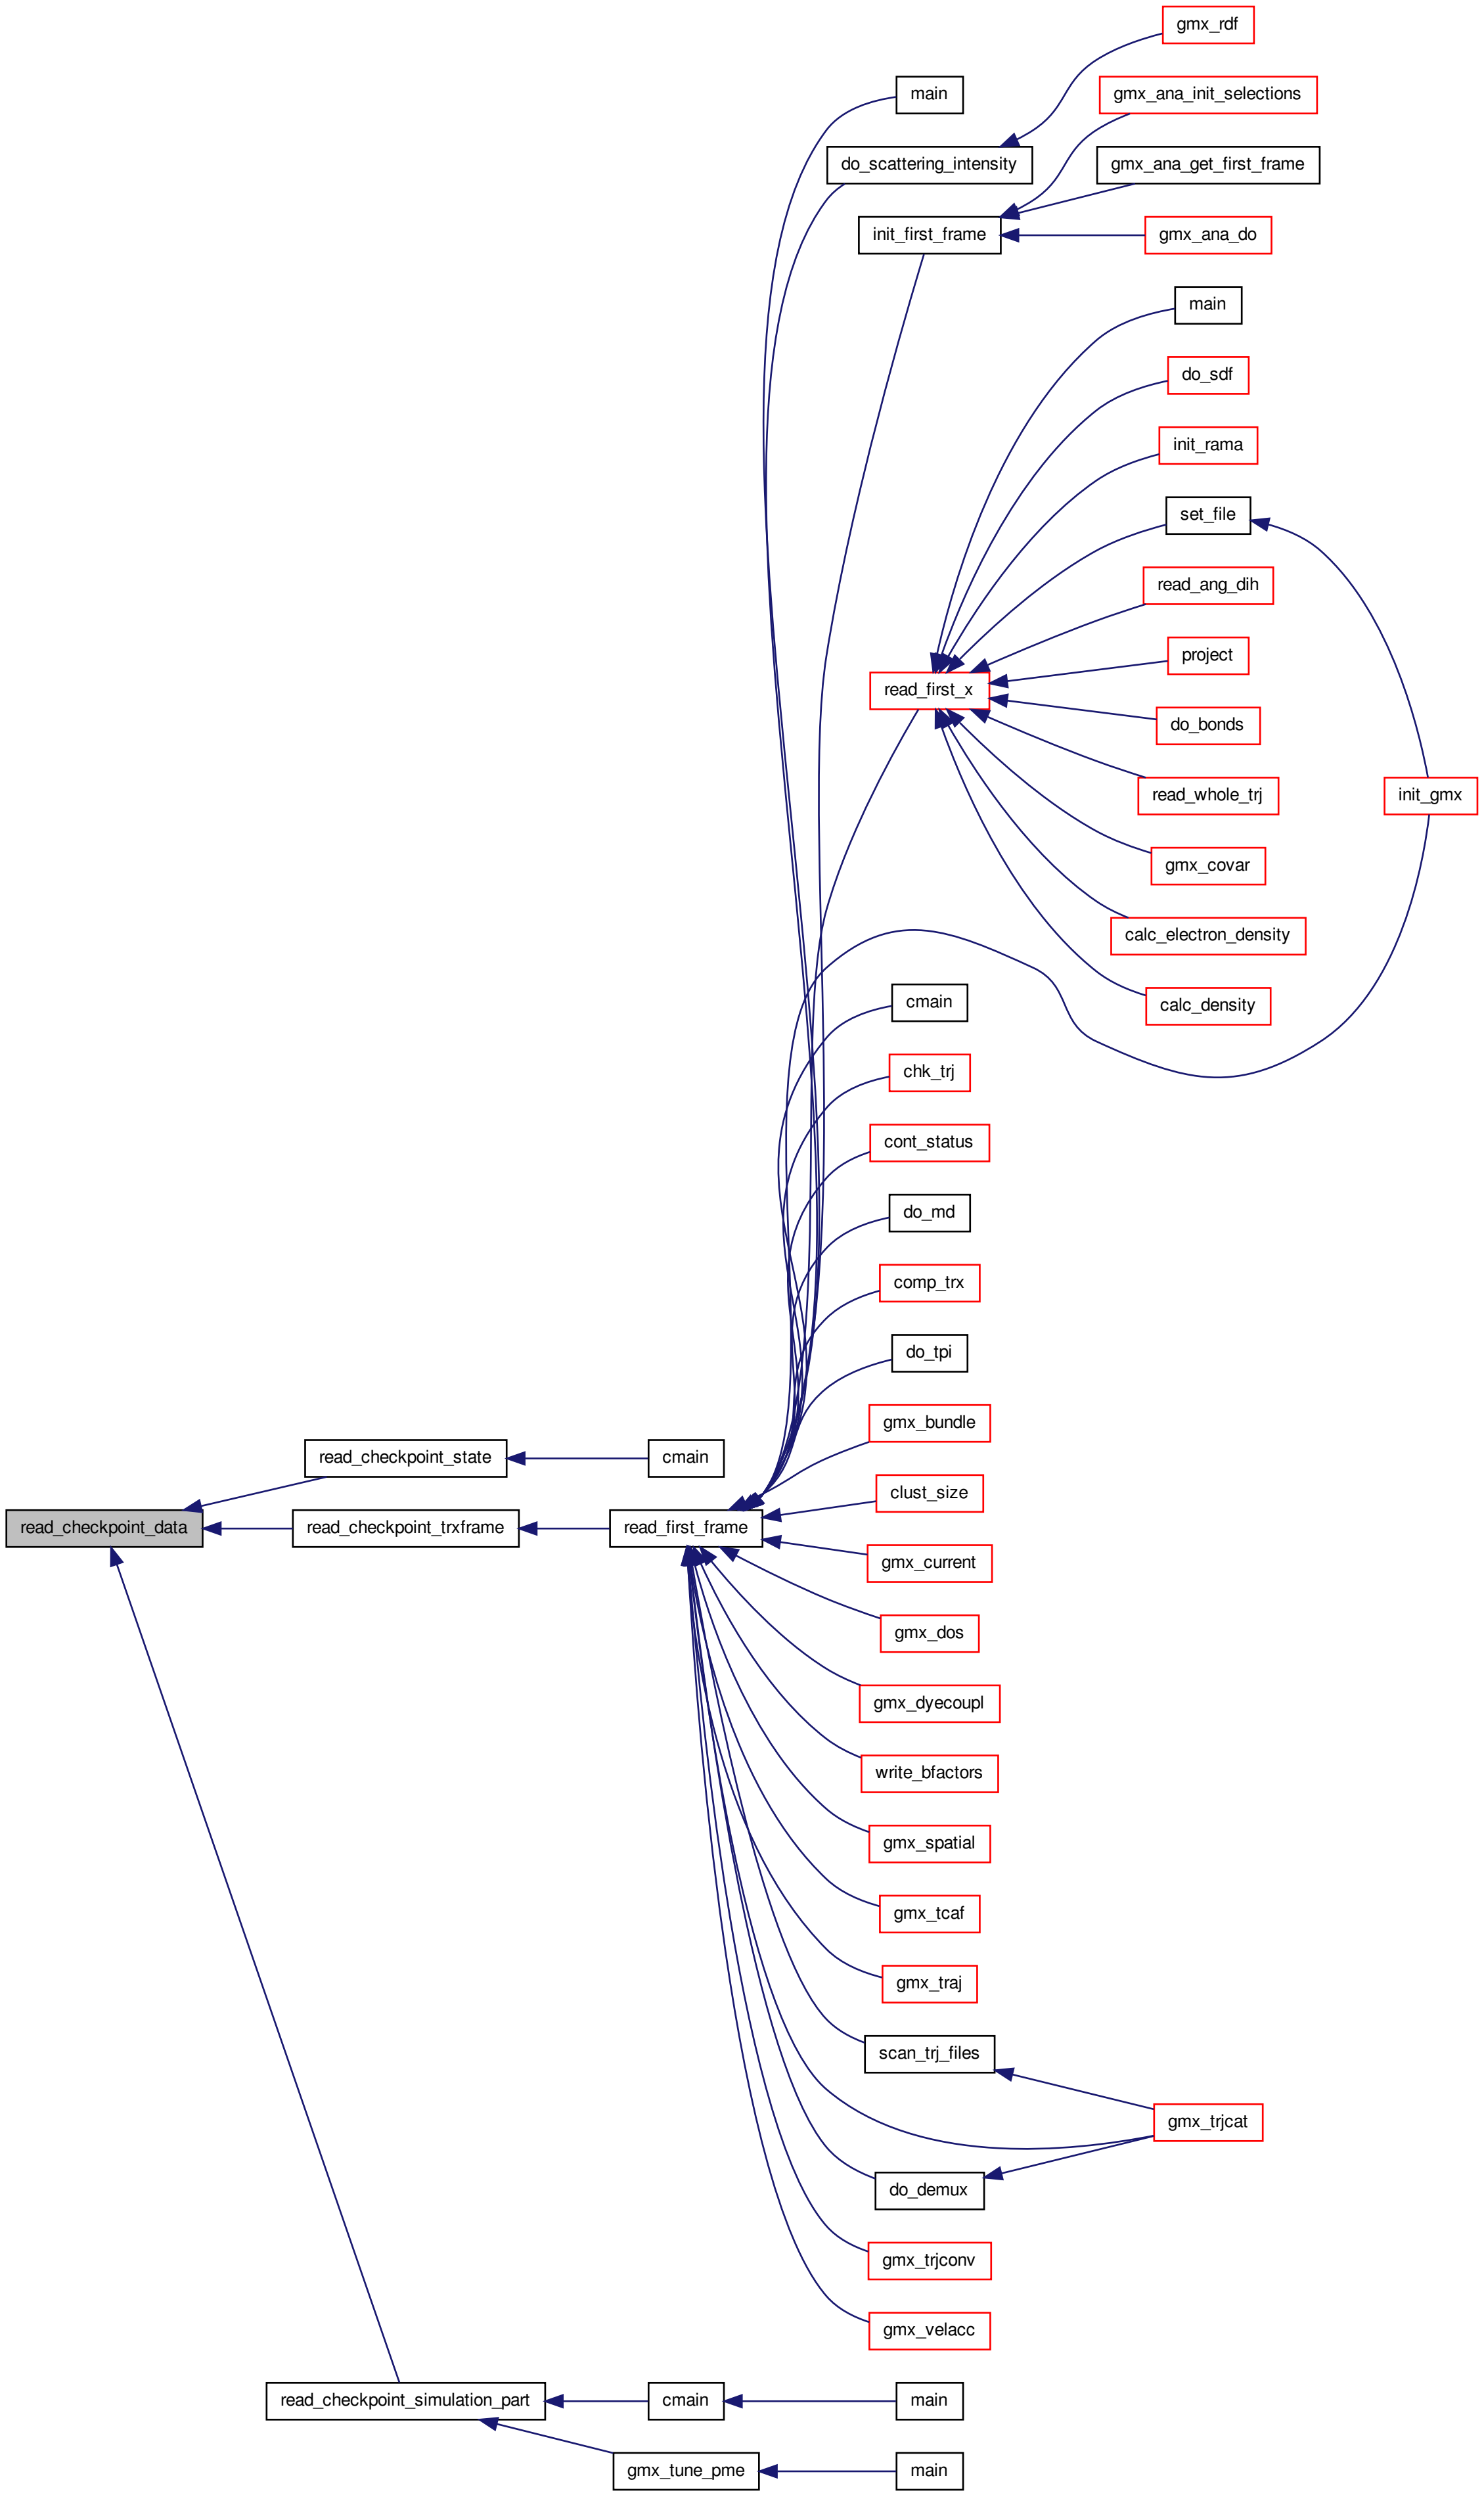 gmx_rdf
main
gmx_ana_init_selections
do_scattering_intensity
gmx_ana_get_first_frame
init_first_frame
gmx_ana_do
main
do_sdf
init_rama
set_file
read_ang_dih
project
read_first_x
do_bonds
read_whole_trj
init_gmx
gmx_covar
calc_electron_density
cmain
calc_density
chk_trj
cont_status
do_md
comp_trx
do_tpi
gmx_bundle
read_checkpoint_state
cmain
clust_size
read_checkpoint_data
read_checkpoint_trxframe
read_first_frame
gmx_current
gmx_dos
gmx_dyecoupl
write_bfactors
gmx_spatial
gmx_tcaf
gmx_traj
scan_trj_files
gmx_trjcat
do_demux
gmx_trjconv
gmx_velacc
read_checkpoint_simulation_part
cmain
main
gmx_tune_pme
main